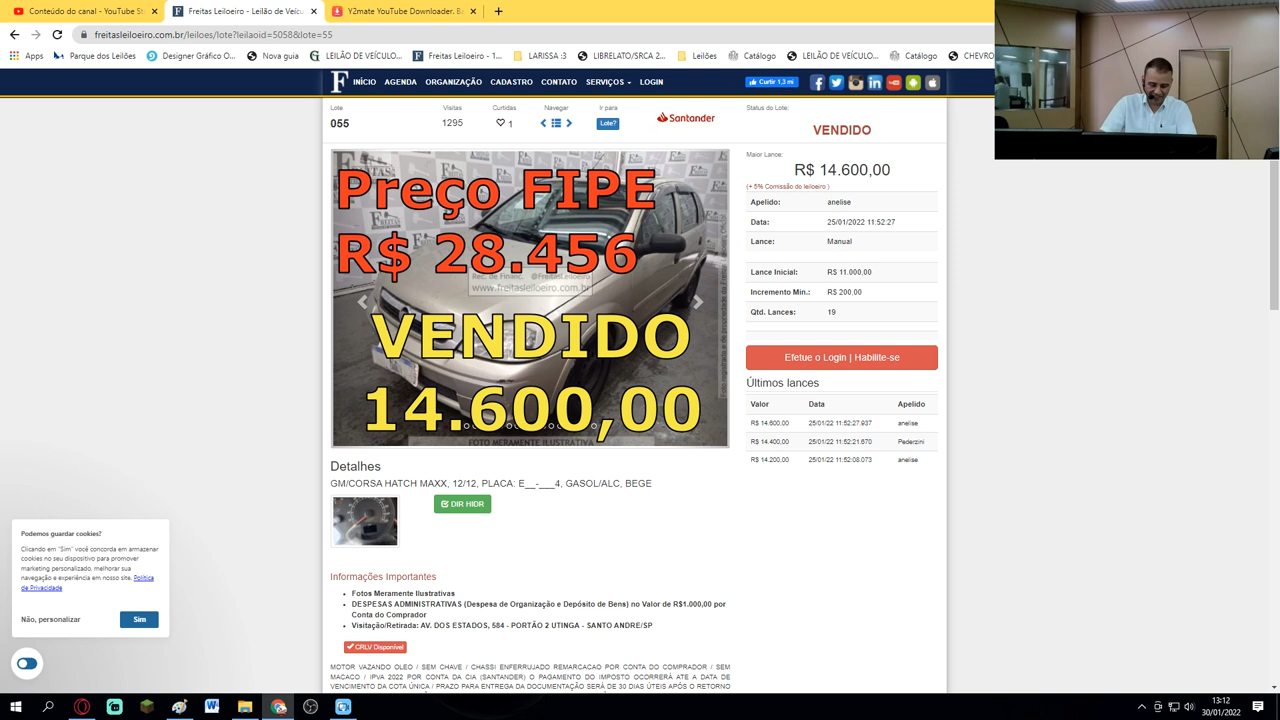 Conteúdo do canal - YouTube St
Freitas Leiloeiro - Leilão de Veícu
Y2mate YouTube Downloader. Ba
freitasleiloeiro.com.br/leiloes/lote?leilaoid=5058&lote=55
Apps
Parque dos Leilões
Designer Gráfico O...
Nova guia
LEILÃO DE VEÍCULO...
Freitas Leiloeiro - 1...
LARISSA :3
LIBRELATO/SRCA 2...
Leilões
Catálogo
LEILÃO DE VEÍCULO...
Catálogo
CHEVRO
F INÍCIO AGENDA ORGANIZAÇÃO CADASTRO CONTATO SERVIÇOS LOGIN
Curtir 1,3 mi
Lote Visitas Curtidas Navegar Ir para
055 1295 1 Lote? Santander
Status do Lote:
VENDIDO
Maior Lance:
R$ 14.600,00
(+ 5% Comissão do leiloeiro )
Apelido: anelise
Data: 25/01/2022 11:52:27
Lance: Manual
Lance Inicial: R$ 11.000,00
Incremento Min.: R$ 200,00
Qtd. Lances: 19
Efetue o Login | Habilite-se
Últimos lances
Valor Data Apelido
R$ 14.600,00 25/01/22 11:52:27.937 anelise
R$ 14.400,00 25/01/22 11:52:21.670 Pederzini
R$ 14.200,00 25/01/22 11:52:08.073 anelise
Preço FIPE
R$ 28.456
Rec. de Financ. @FreitasLeiloeiro
www.freitasleiloeiro.com.br
VENDIDO
14.600,00
FOTO MERAMENTE ILUSTRATIVA
Detalhes
GM/CORSA HATCH MAXX, 12/12, PLACA: E__-___4, GASOL/ALC, BEGE
DIR HIDR
Informações Importantes
• Fotos Meramente Ilustrativas
• DESPESAS ADMINISTRATIVAS (Despesa de Organização e Depósito de Bens) no Valor de R$1.000,00 por
Conta do Comprador
• Visitação/Retirada: AV. DOS ESTADOS, 584 - PORTÃO 2 UTINGA - SANTO ANDRE/SP
CRLV Disponível
MOTOR VAZANDO OLEO / SEM CHAVE / CHASSI ENFERRUJADO REMARCACAO POR CONTA DO COMPRADOR / SEM
MACACO / IPVA 2022 POR CONTA DA CIA (SANTANDER) O PAGAMENTO DO IMPOSTO OCORRERÁ ATE A DATA DE
VENCIMENTO DA COTA ÚNICA / PRAZO PARA ENTREGA DA DOCUMENTAÇÃO SERÁ DE 30 DIAS ÚTEIS APÓS O RETORNO
Podemos guardar cookies?
Clicando em "Sim" você concorda em armazenar
cookies no seu dispositivo para promover
marketing personalizado, melhorar sua
navegação e experiência em nosso site. Política
de Privacidade
Não, personalizar Sim
13:12
30/01/2022